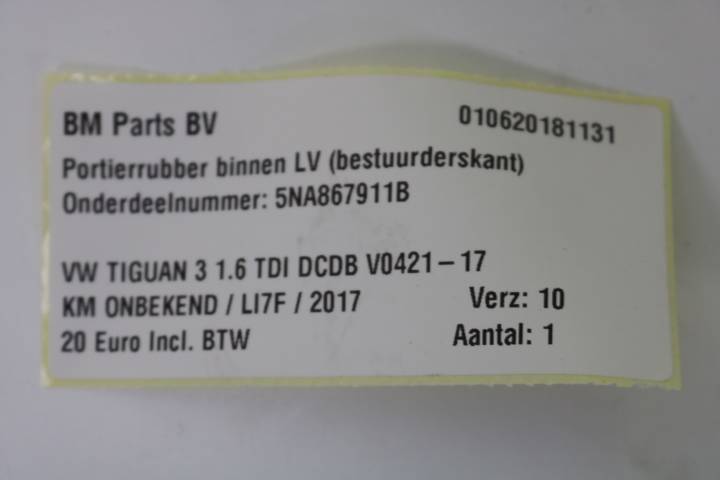 BM Parts BV 010620181131
Portierrubber binnen LV (bestuurderskant)
Onderdeelnummer: 5NA867911B
VW TIGUAN 3 1.6 TDI DCDB V0421-17
KM ONBEKEND / LI7F / 2017 Verz: 10
20 Euro Incl. BTW Aantal: 1